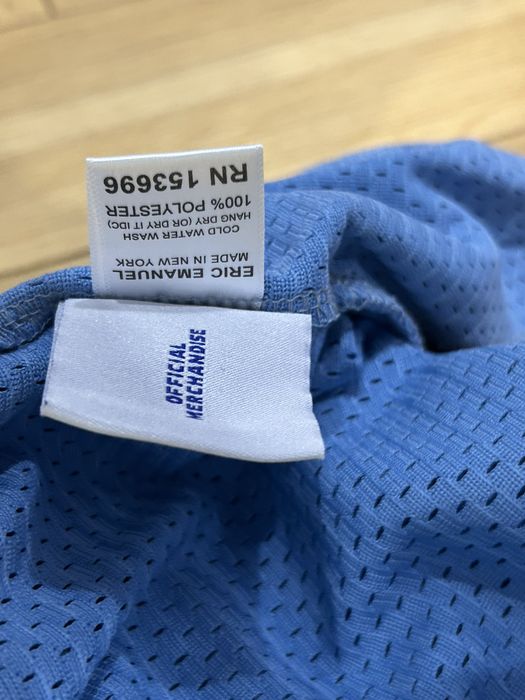 ERIC EMANUEL
MADE IN NEW YORK
COLD WATER WASH
HANG DRY (OR DRY IT IDC)
100% POLYESTER
RN 153696
OFFICIAL
MERCHANDISE